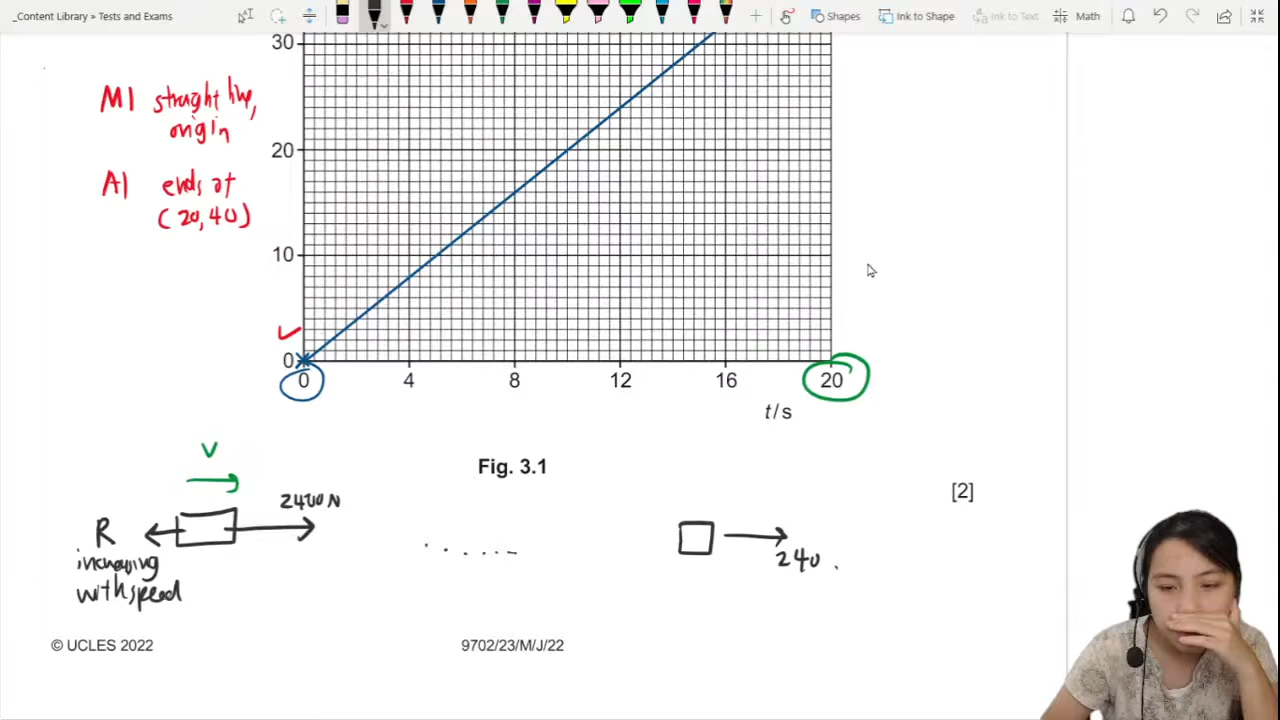 _Content Library » Tests and Exams
Shapes
Ink to Shape
Ink to Text
Math
30
20
10
0
0
4
8
12
16
20
t/s
M1 straight line,
origin
A1 ends at
(20,40)
Fig. 3.1
[2]
V
2400N
R
increasing
with speed
240
© UCLES 2022
9702/23/M/J/22